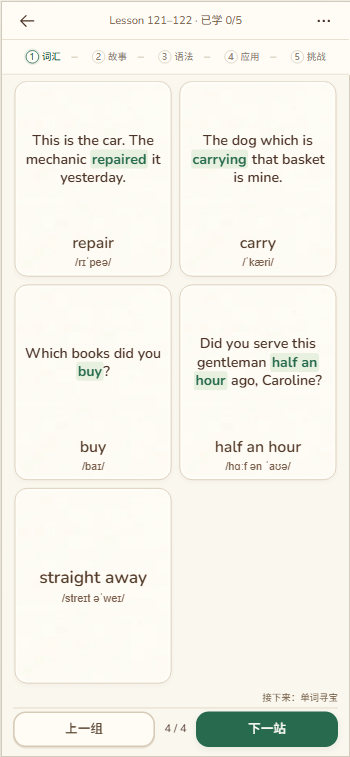 Lesson 121–122 · 已学 0/5
1 词汇 — 2 故事 — 3 语法 — 4 应用 — 5 挑战
This is the car. The
mechanic repaired it
yesterday.
repair
/rɪˈpeə/
The dog which is
carrying that basket
is mine.
carry
/ˈkæri/
Which books did you
buy?
buy
/baɪ/
Did you serve this
gentleman half an
hour ago, Caroline?
half an hour
/hɑːf ən ˈaʊə/
straight away
/streɪt əˈweɪ/
接下来：单词寻宝
上一组
4 / 4
下一站